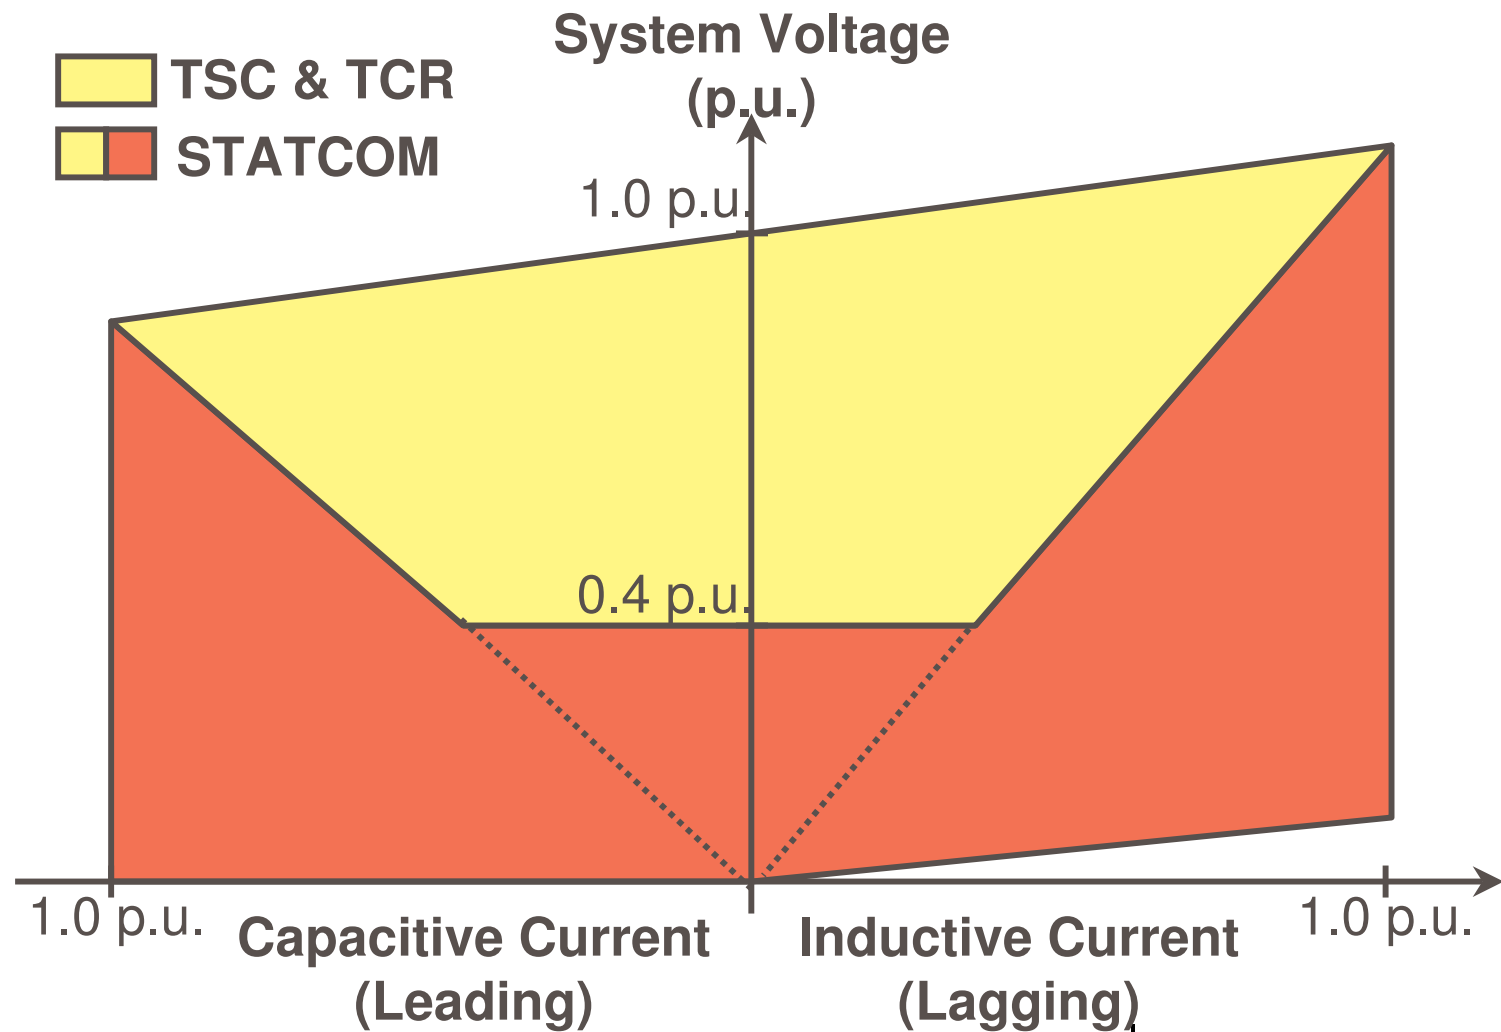 System Voltage
(p.u.)
TSC & TCR
STATCOM
1.0 p.u.
0.4 p.u.
1.0 p.u.
1.0 p.u.
Capacitive Current
(Leading)
Inductive Current
(Lagging)